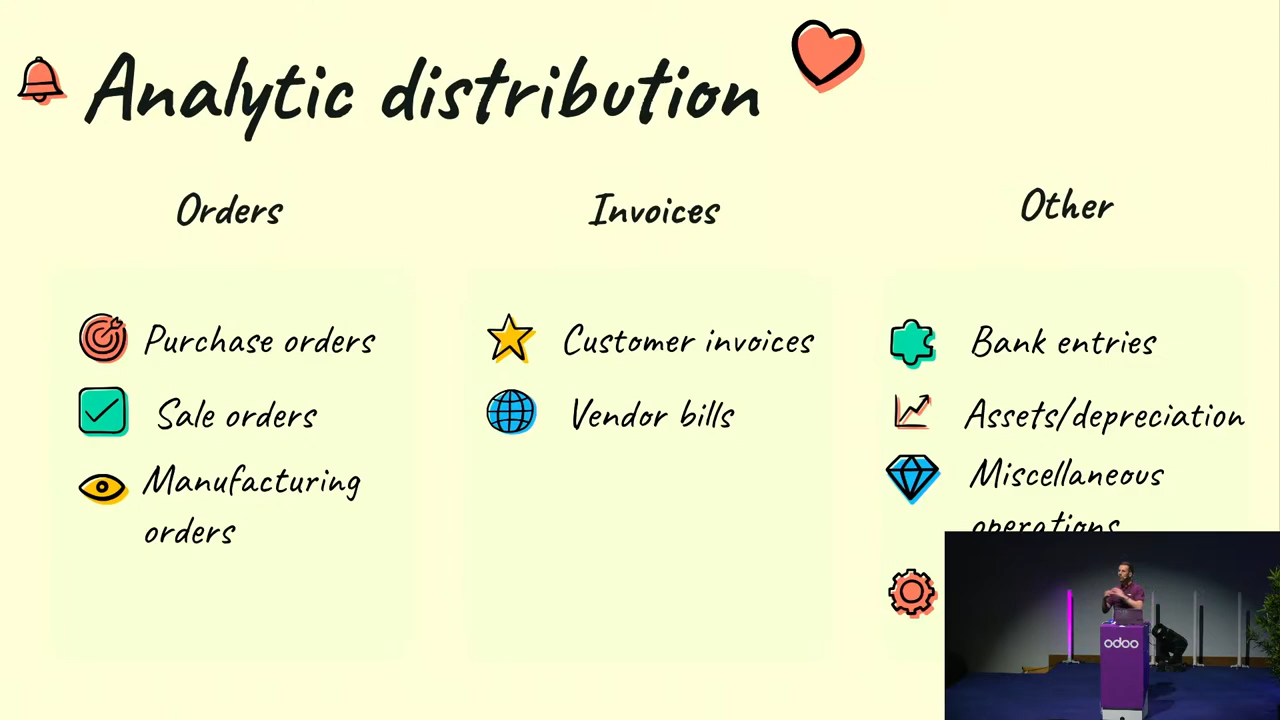 Analytic distribution
Orders
Purchase orders
Sale orders
Manufacturing
orders
Invoices
Customer invoices
Vendor bills
Other
Bank entries
Assets/depreciation
Miscellaneous
operations
odoo